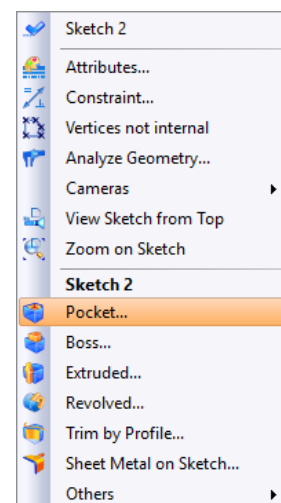 Sketch 2
Attributes...
Constraint...
Vertices not internal
Analyze Geometry...
Cameras
View Sketch from Top
Zoom on Sketch
Sketch 2
Pocket...
Boss...
Extruded...
Revolved...
Trim by Profile...
Sheet Metal on Sketch...
Others